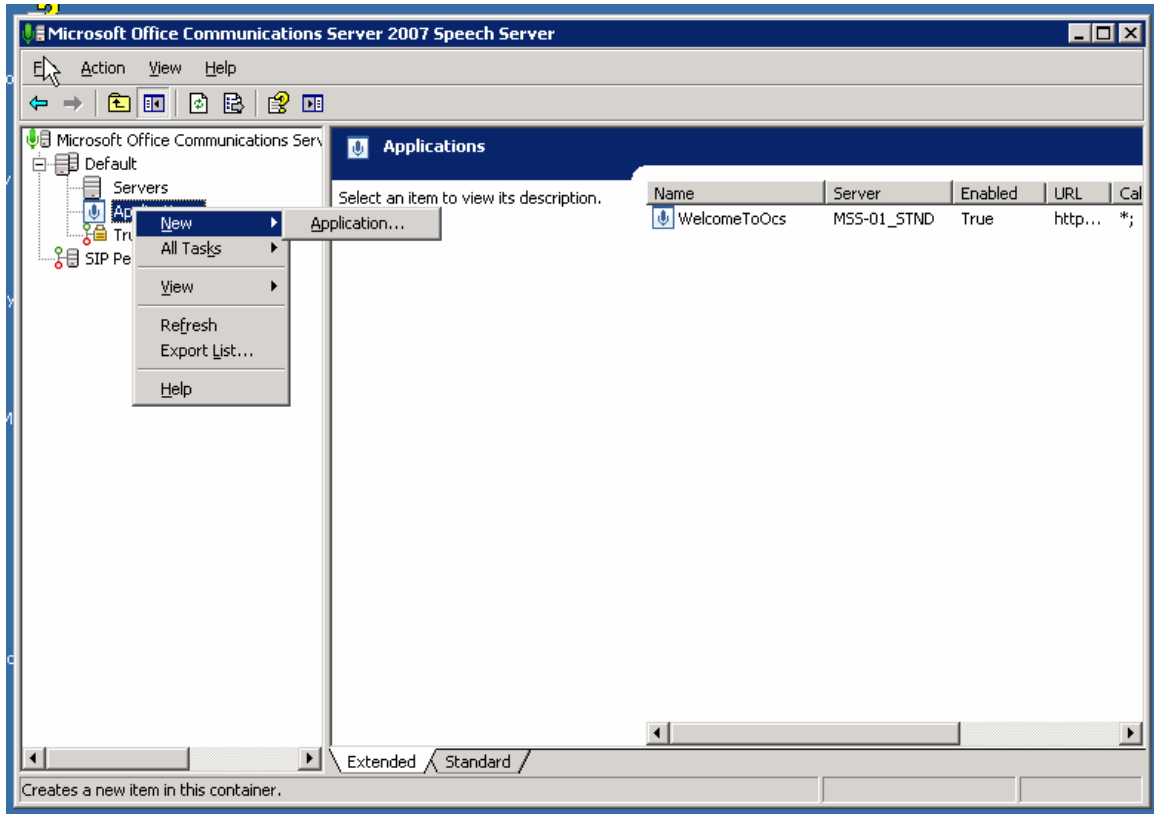 Microsoft Office Communications Server 2007 Speech Server
Action View Help
Microsoft Office Communications Serv
Default
Servers
SIP Pe
New
All Tasks
View
Refresh
Export List...
Help
Application...
Applications
Select an item to view its description.
Name Server Enabled URL Cal
WelcomeToOcs MSS-01_STND True http... *;
Extended Standard
Creates a new item in this container.